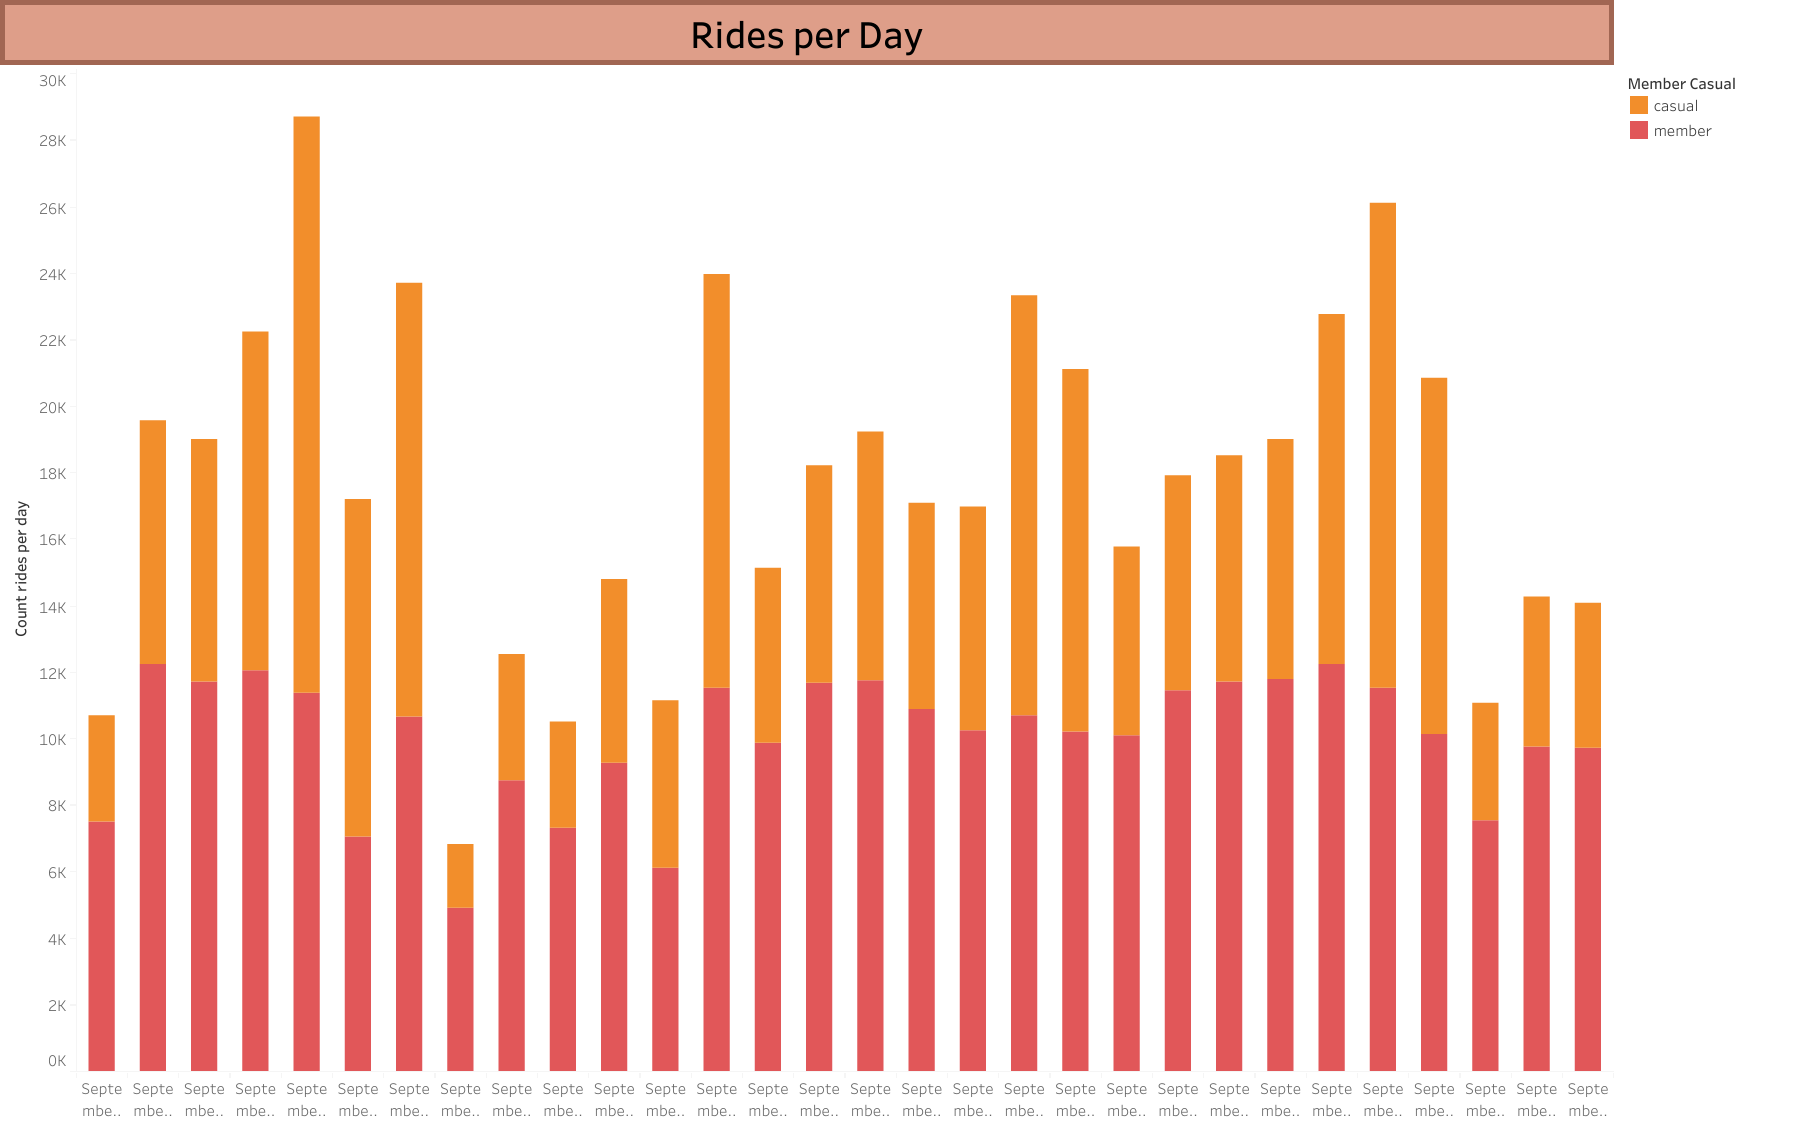 Rides per Day
Member Casual
casual
member
30K
28K
26K
24K
22K
20K
18K
16K
14K
12K
10K
8K
6K
4K
2K
0K
Count rides per day
Septe Septe Septe Septe Septe Septe Septe Septe Septe Septe Septe Septe Septe Septe Septe Septe Septe Septe Septe Septe Septe Septe Septe Septe Septe Septe Septe Septe Septe Septe
mbe.. mbe.. mbe.. mbe.. mbe.. mbe.. mbe.. mbe.. mbe.. mbe.. mbe.. mbe.. mbe.. mbe.. mbe.. mbe.. mbe.. mbe.. mbe.. mbe.. mbe.. mbe.. mbe.. mbe.. mbe.. mbe.. mbe.. mbe.. mbe.. mbe..